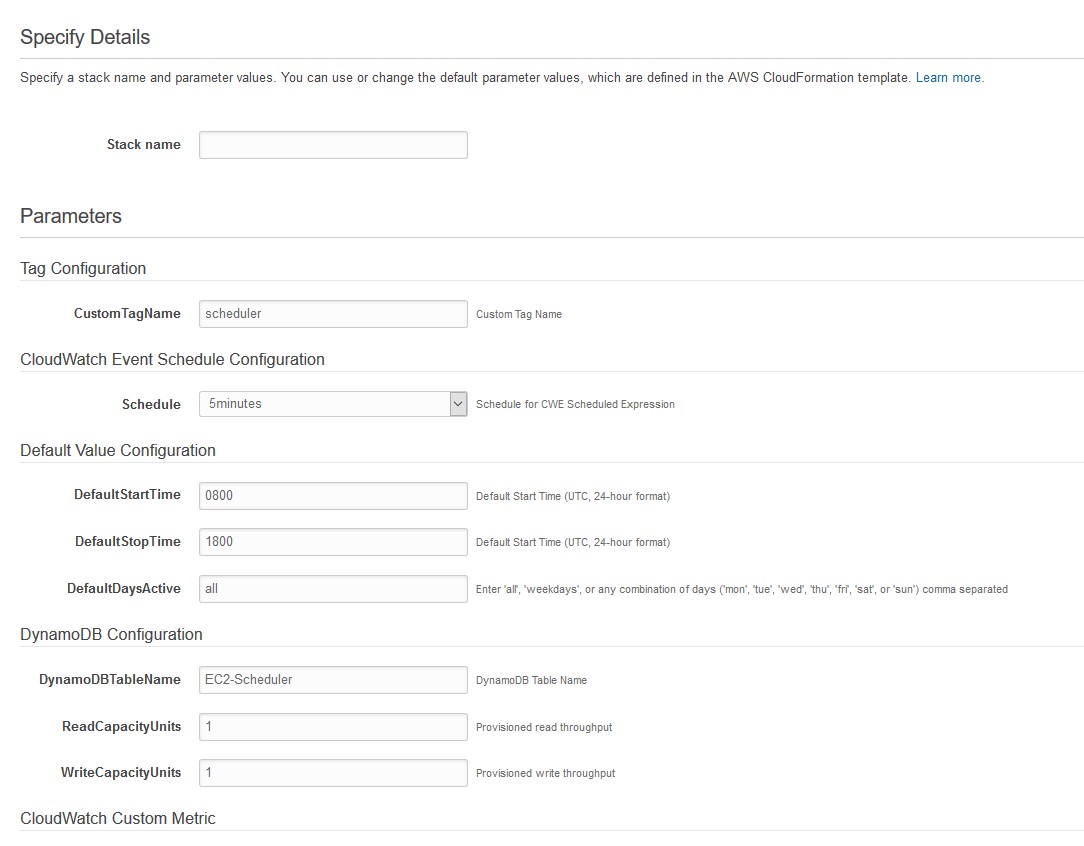 Specify Details
Specify a stack name and parameter values. You can use or change the default parameter values, which are defined in the AWS CloudFormation template. Learn more.
Stack name
Parameters
Tag Configuration
CustomTagName scheduler Custom Tag Name
CloudWatch Event Schedule Configuration
Schedule 5minutes Schedule for CWE Scheduled Expression
Default Value Configuration
DefaultStartTime 0800 Default Start Time (UTC, 24-hour format)
DefaultStopTime 1800 Default Start Time (UTC, 24-hour format)
DefaultDaysActive all Enter 'all', 'weekdays', or any combination of days ('mon', 'tue', 'wed', 'thu', 'fri', 'sat', or 'sun') comma separated
DynamoDB Configuration
DynamoDBTableName EC2-Scheduler DynamoDB Table Name
ReadCapacityUnits 1 Provisioned read throughput
WriteCapacityUnits 1 Provisioned write throughput
CloudWatch Custom Metric